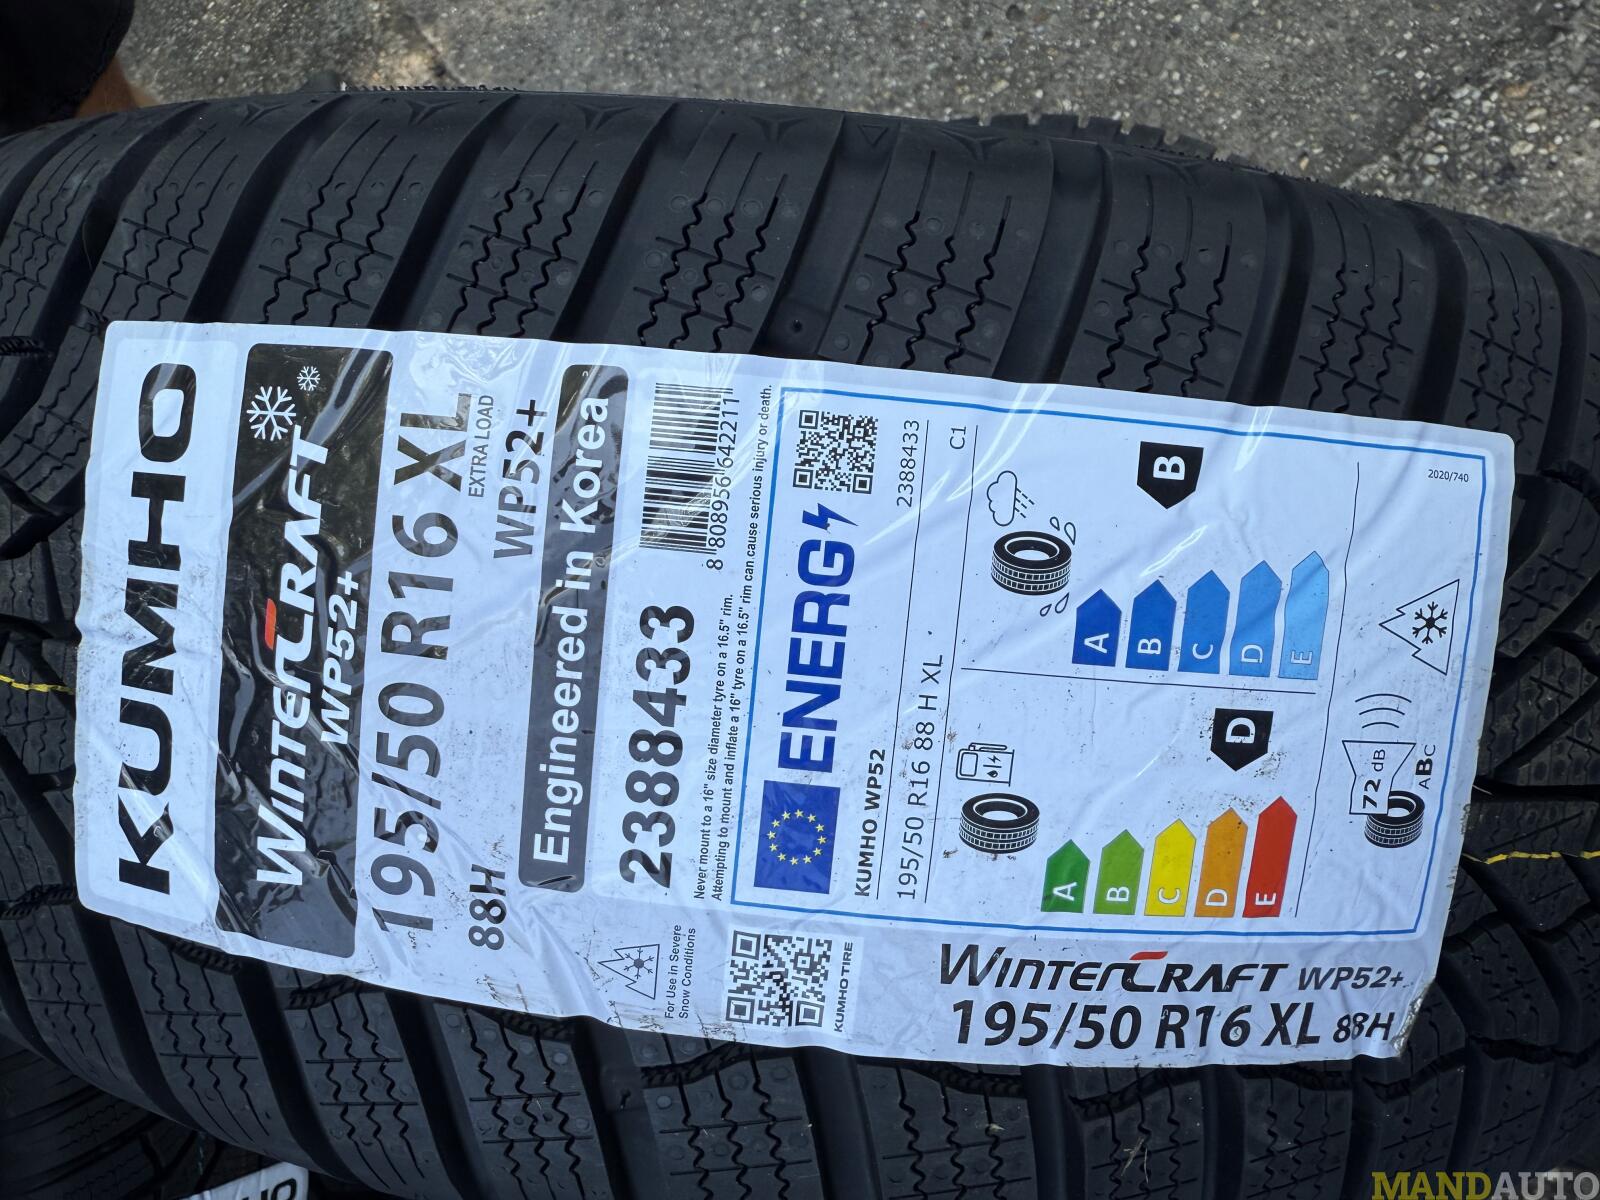 KUMHO
WINTERCRAFT
WP52+
195/50 R16 XL
EXTRA LOAD
88H
WP52+
Engineered in Korea
2388433
8 808956 642211
Never mount to a 16" size diameter tyre on a 16.5" rim.
Attempting to mount and inflate a 16" tyre on a 16.5" rim can cause serious injury or death.
For Use in Severe
Snow Conditions
KUMHO TIRE
ENERG
KUMHO WP52
2388433
195/50 R16 88 H XL
C1
A
B
C
D
E
D
A
B
C
D
E
B
72 dB
ABC
2020/740
WINTERCRAFT WP52+
195/50 R16 XL 88H
MANDAUTO